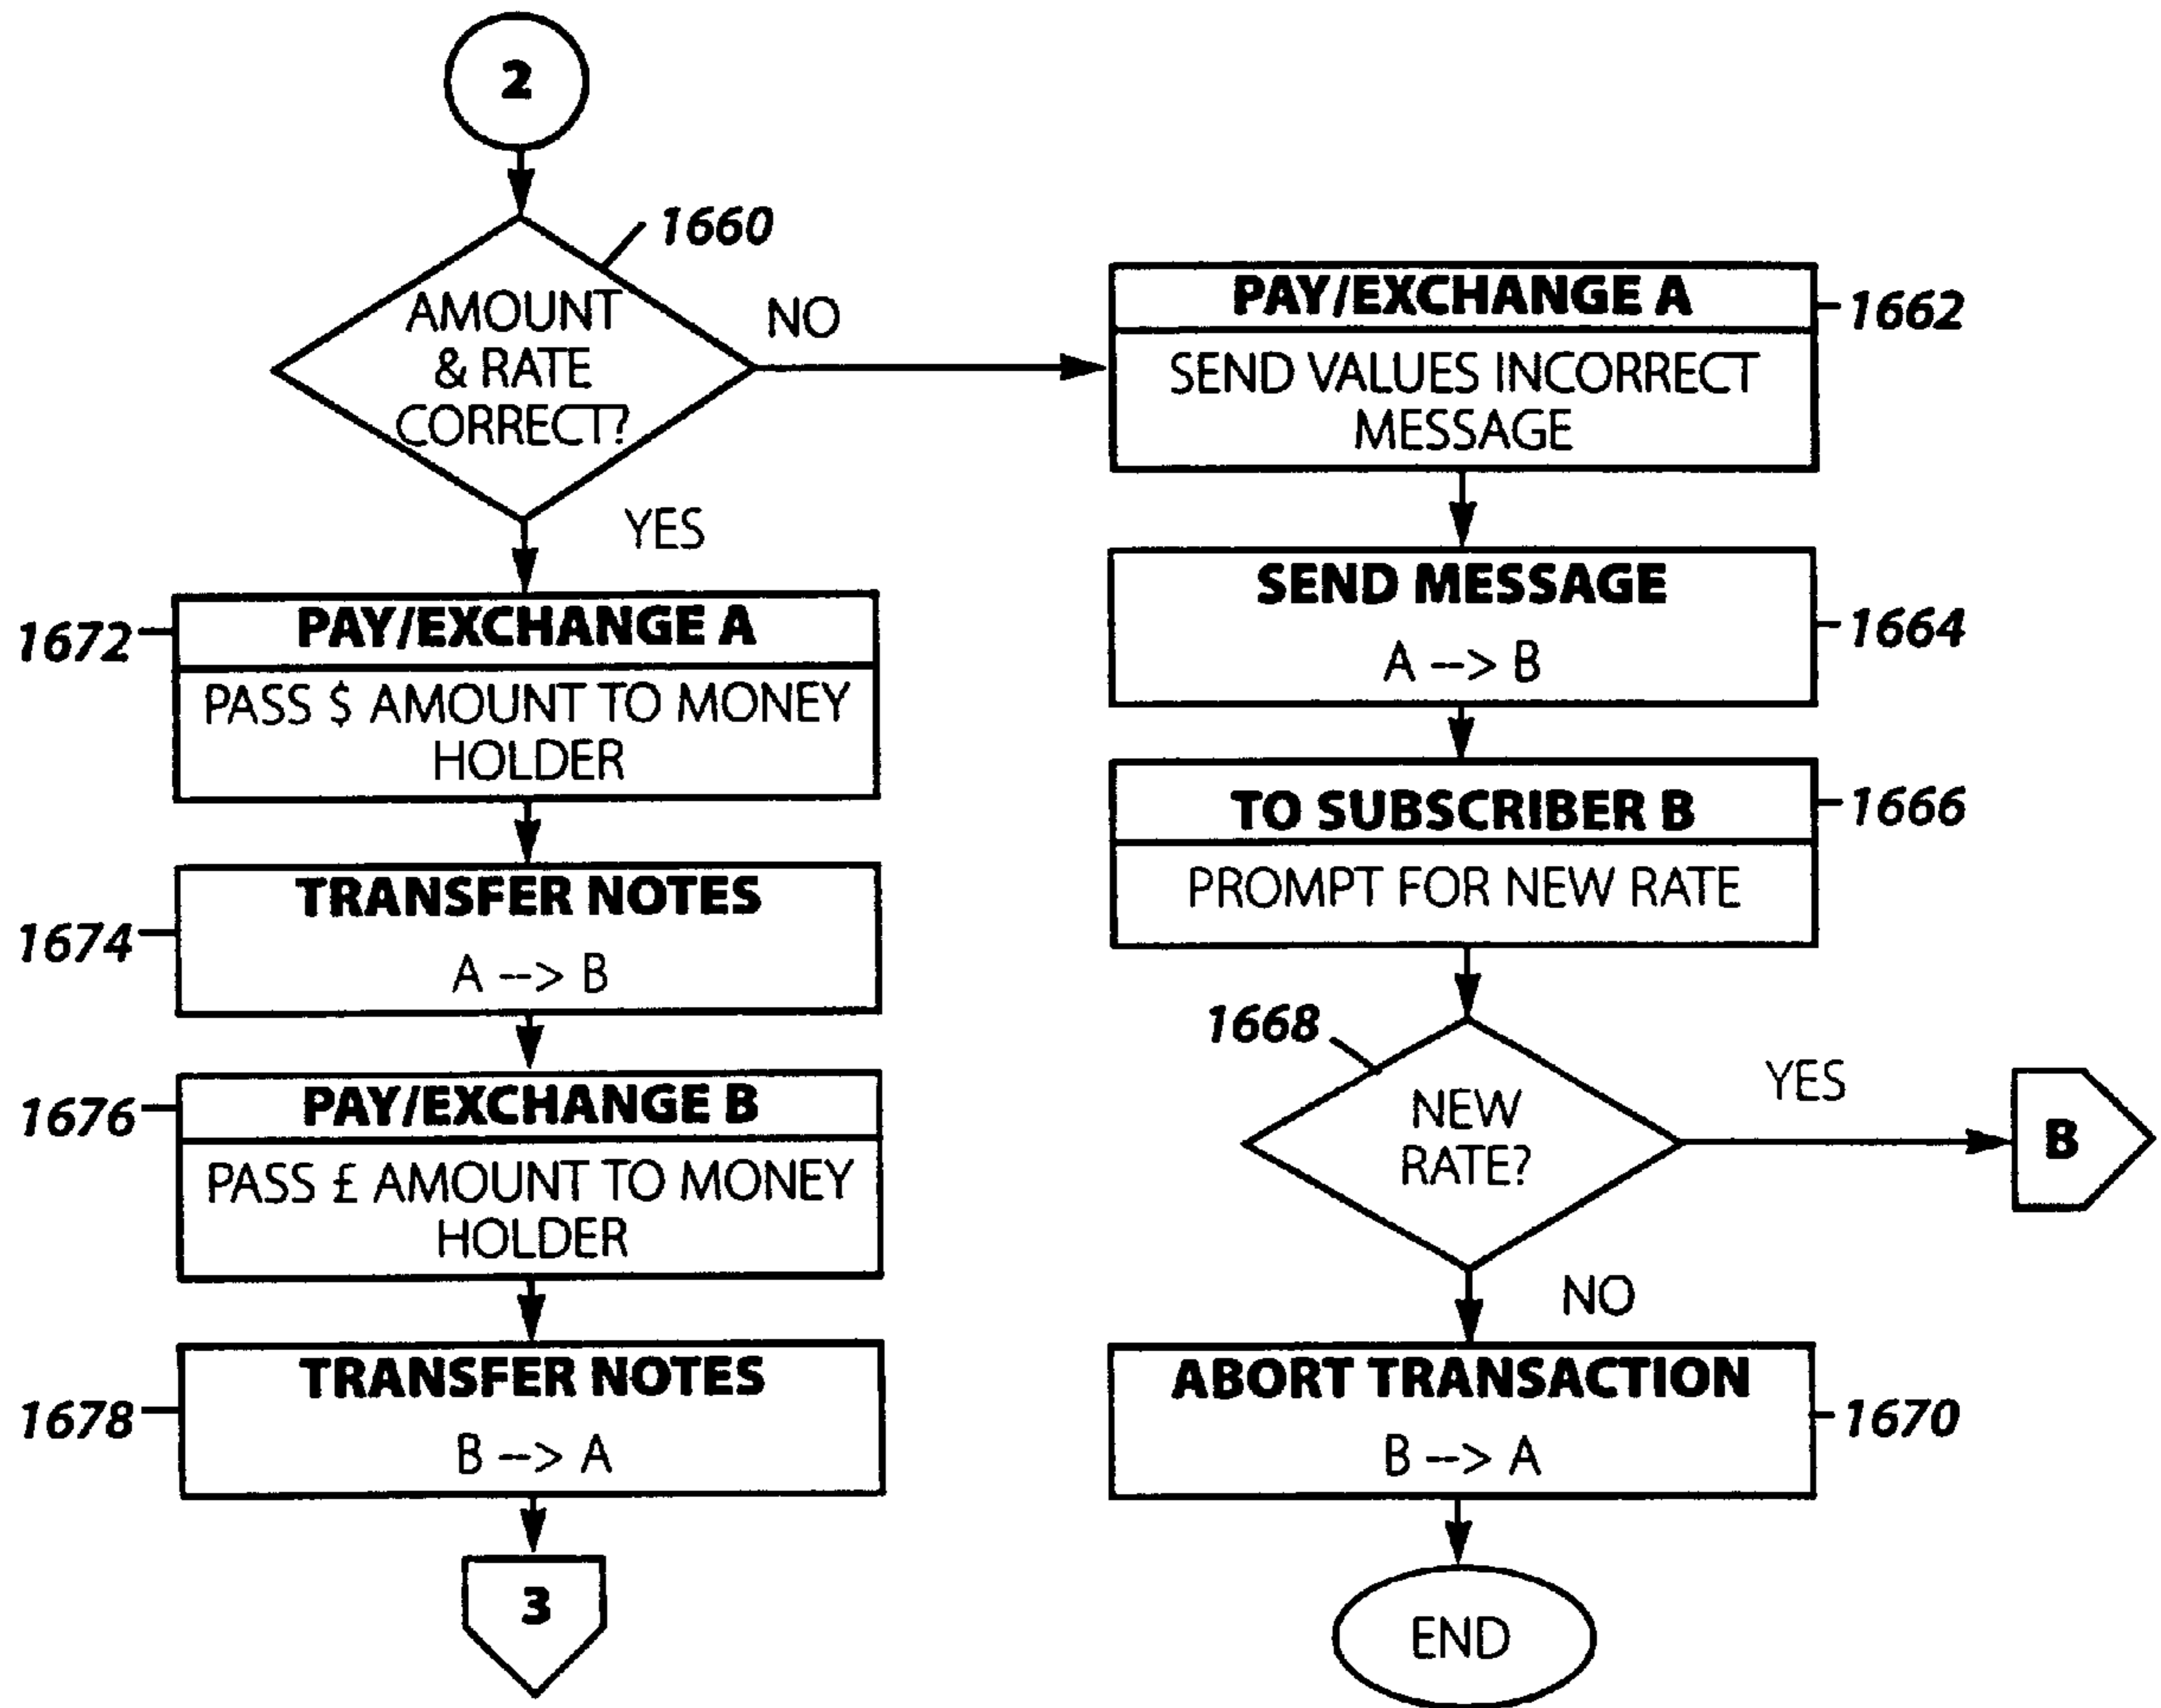 2
1660
AMOUNT
& RATE
CORRECT?
NO
YES
1672
PAY/EXCHANGE A
PASS $ AMOUNT TO MONEY
HOLDER
1674
TRANSFER NOTES
A --> B
1676
PAY/EXCHANGE B
PASS £ AMOUNT TO MONEY
HOLDER
1678
TRANSFER NOTES
B --> A
3
PAY/EXCHANGE A
1662
SEND VALUES INCORRECT
MESSAGE
SEND MESSAGE
1664
A --> B
TO SUBSCRIBER B
1666
PROMPT FOR NEW RATE
1668
NEW
RATE?
YES
B
NO
ABORT TRANSACTION
1670
B --> A
END